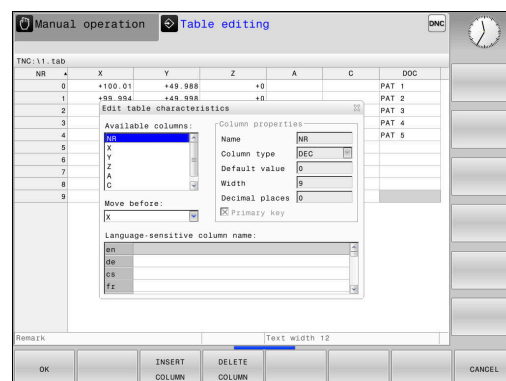 Manual operation
Table editing
DNC
TNC:\1.tab
NR X Y Z A C DOC
0 +100.01 +49.988 +0 PAT 1
1 +99.994 +49.998 +0 PAT 2
2 PAT 3
3 PAT 4
4 PAT 5
5
6
7
8
9
Edit table characteristics
Available columns:
NR
X
Y
Z
A
C
Move before:
X
Column properties
Name NR
Column type DEC
Default value 0
Width 9
Decimal places 0
Primary key
Language-sensitive column name:
en
de
cs
fr
Remark
Text width 12
OK
INSERT COLUMN
DELETE COLUMN
CANCEL